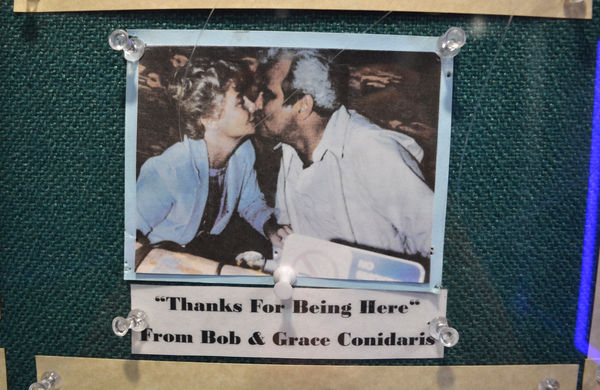 “Thanks For Being Here“
From Bob & Grace Conidaris